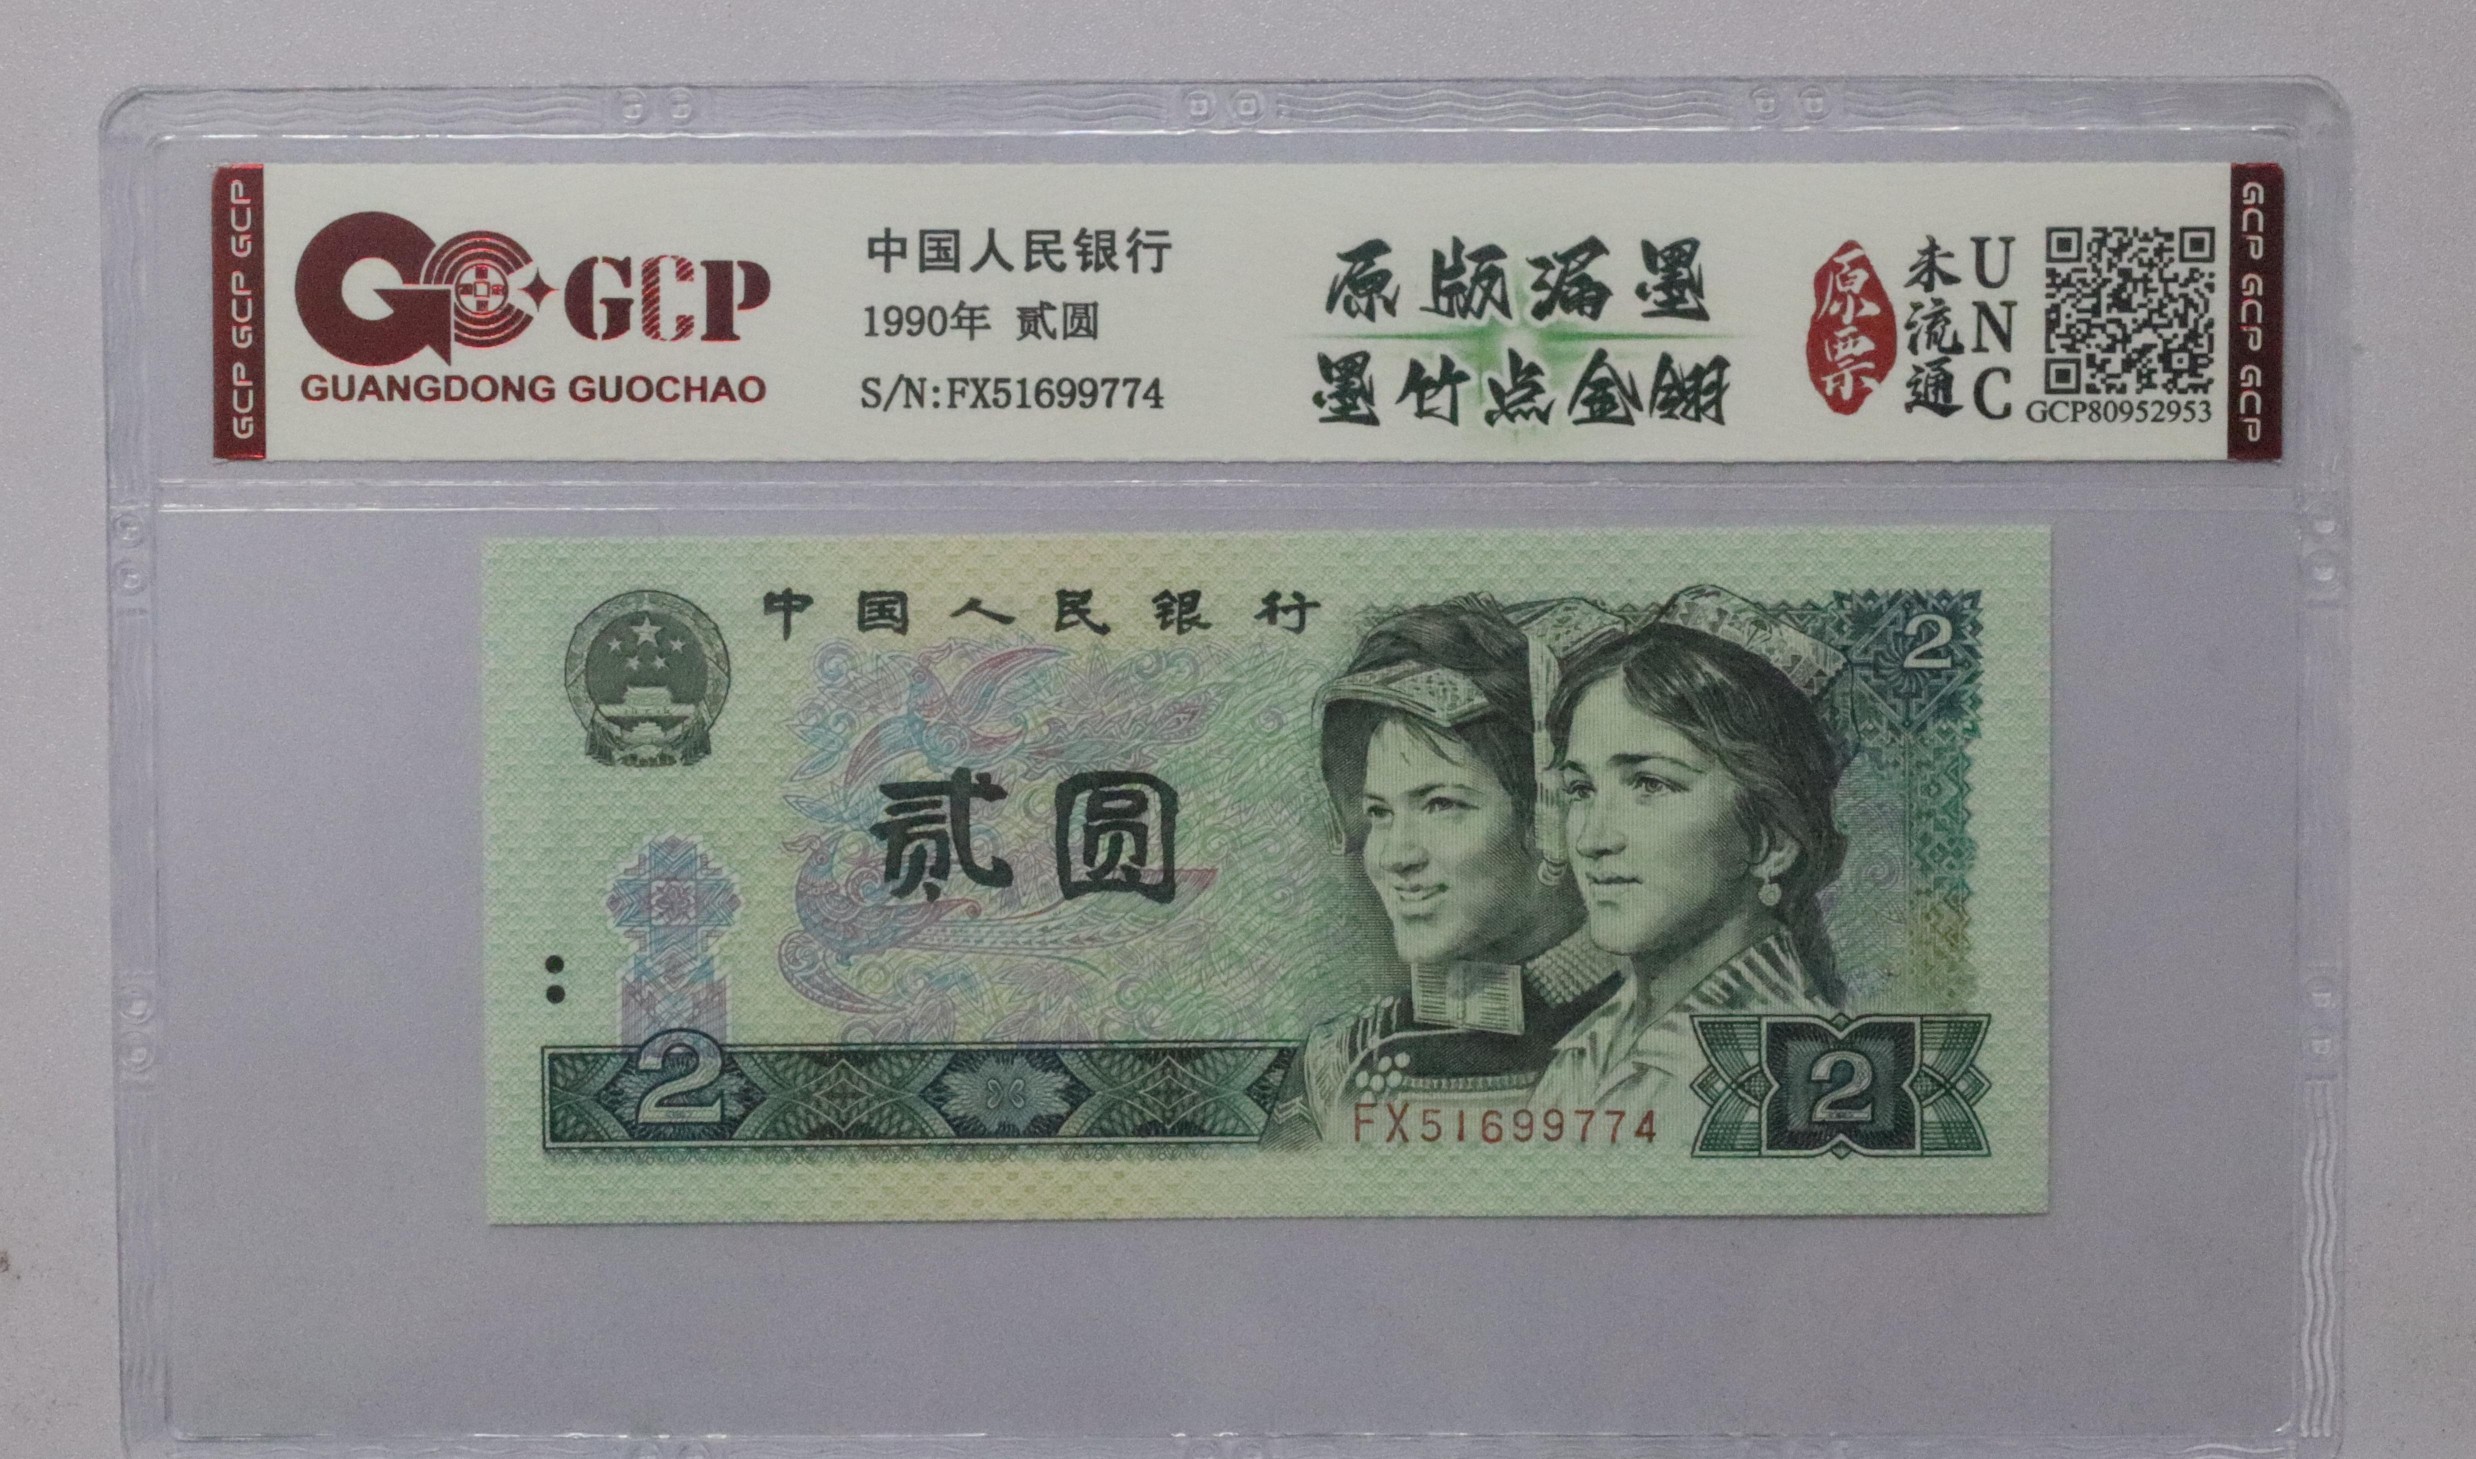 GCP GCP GCP
GCP
GUANGDONG GUOCHAO
中国人民银行
1990年 贰圆
S/N:FX51699774
原版漏墨
墨竹点金翎
原票
未流通
UNC
GCP80952953
GCP GCP GCP
中国人民银行
2
贰圆
2
FX51699774
2